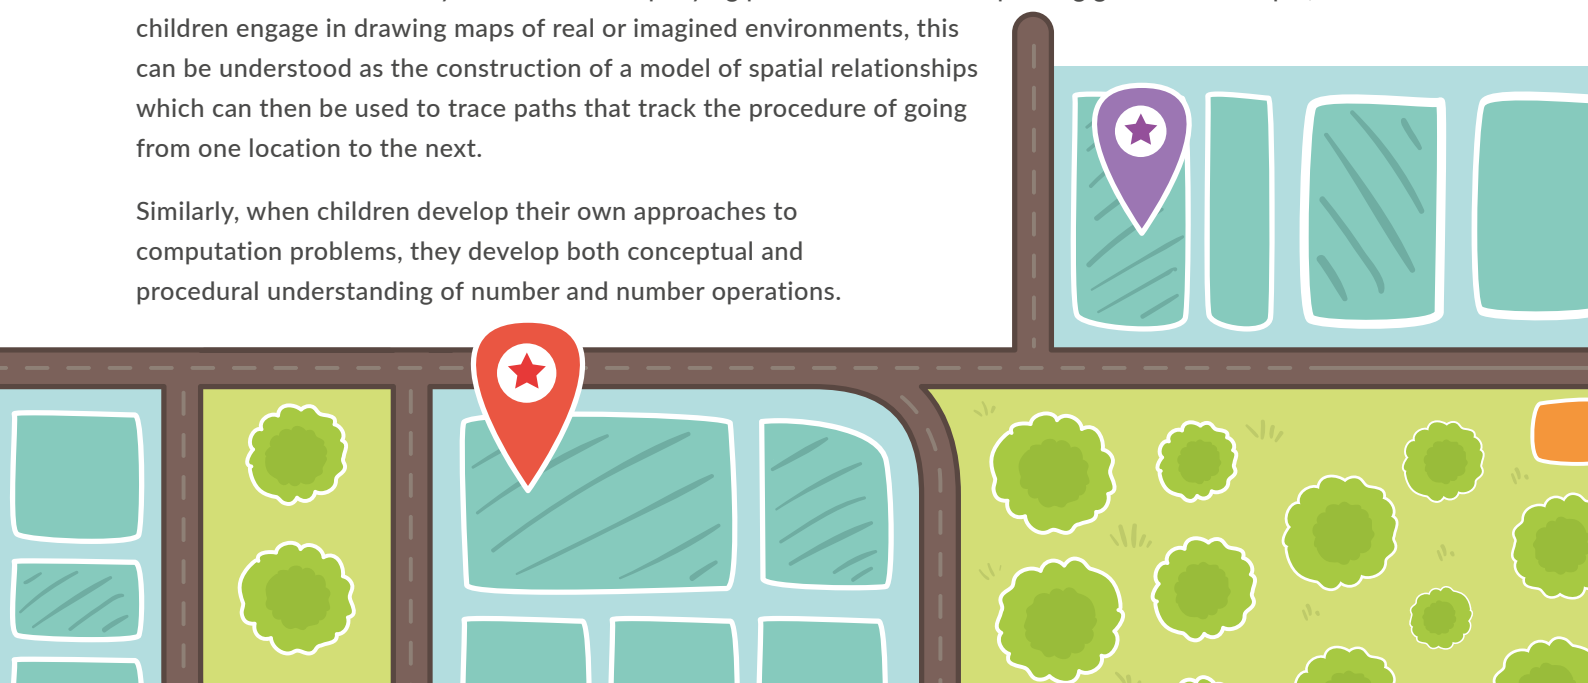 children engage in drawing maps of real or imagined environments, this
can be understood as the construction of a model of spatial relationships
which can then be used to trace paths that track the procedure of going
from one location to the next.
Similarly, when children develop their own approaches to
computation problems, they develop both conceptual and
procedural understanding of number and number operations.